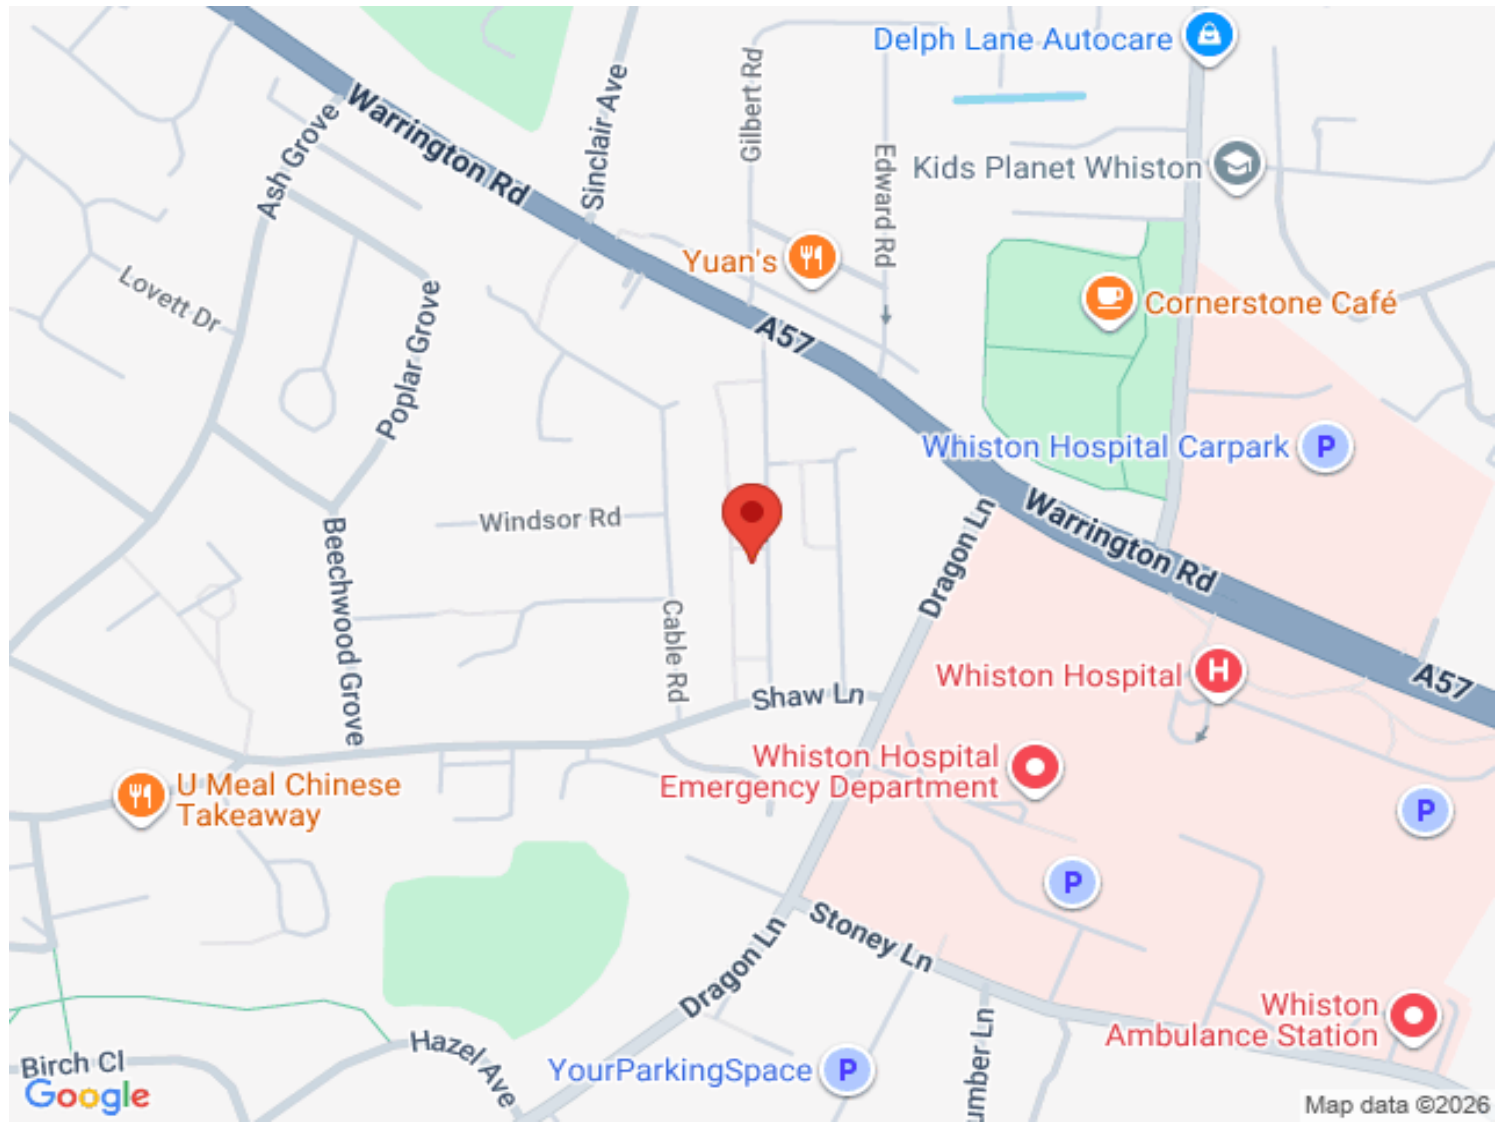 Delph Lane Autocare
Warrington Rd
Ash Grove
Sinclair Ave
Gilbert Rd
Edward Rd
Kids Planet Whiston
Lovett Dr
Yuan's
Cornerstone Café
A57
Poplar Grove
Whiston Hospital Carpark
P
Windsor Rd
Beechwood Grove
Dragon Ln
Warrington Rd
Cable Rd
Whiston Hospital
H
A57
Shaw Ln
Whiston Hospital
Emergency Department
U Meal Chinese
Takeaway
P
P
Stoney Ln
Dragon Ln
Whiston
Ambulance Station
Hazel Ave
Birch Cl
YourParkingSpace
P
umber Ln
Google
Map data ©2026